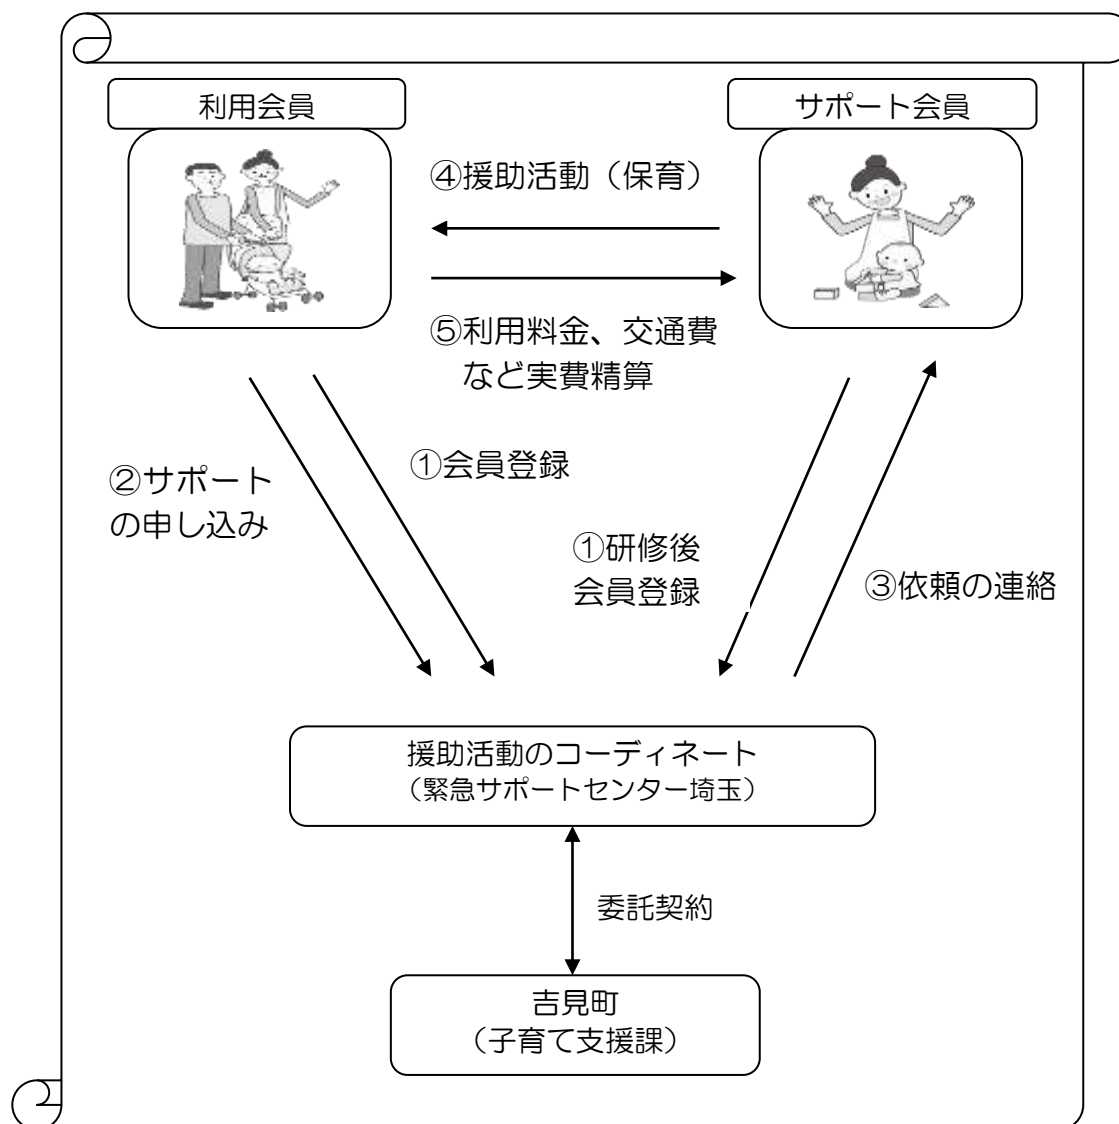 利用会員
サポート会員
④援助活動（保育）
⑤利用料金、交通費
など実費精算
①会員登録
②サポート
の申し込み
①研修後
会員登録
③依頼の連絡
援助活動のコーディネート
（緊急サポートセンター埼玉）
委託契約
吉見町
（子育て支援課）